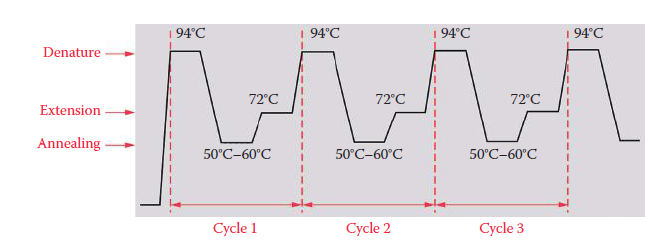 94°C 94°C 94°C 94°C
Denature
72°C 72°C 72°C
Extension
Annealing
50°C–60°C 50°C–60°C 50°C–60°C
Cycle 1 Cycle 2 Cycle 3